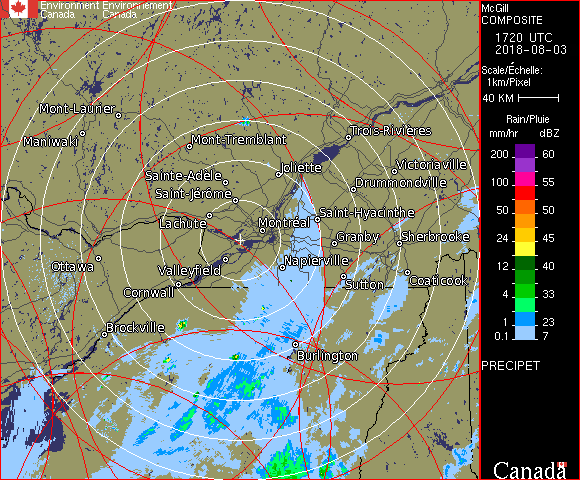 Environment Environnement
Canada Canada
McGill
COMPOSITE
1720 UTC
2018-08-03
Scale/Échelle:
1km/Pixel
40 KM
Rain/Pluie
mm/hr dBZ
200 60
155
100 55
50 50
24 45
12 40
4 33
1 23
0.1 7
PRECIPET
Canada
Mont-Laurier
Maniwaki
Mont-Tremblant
Trois-Rivières
Sainte-Adèle
Joliette
Victoriaville
Saint-Jérôme
Drummondville
Lachute
Montréal
Saint-Hyacinthe
Granby
Sherbrooke
Ottawa
Valleyfield
Napierville
Cornwall
Sutton
Coaticook
Brockville
Burlington